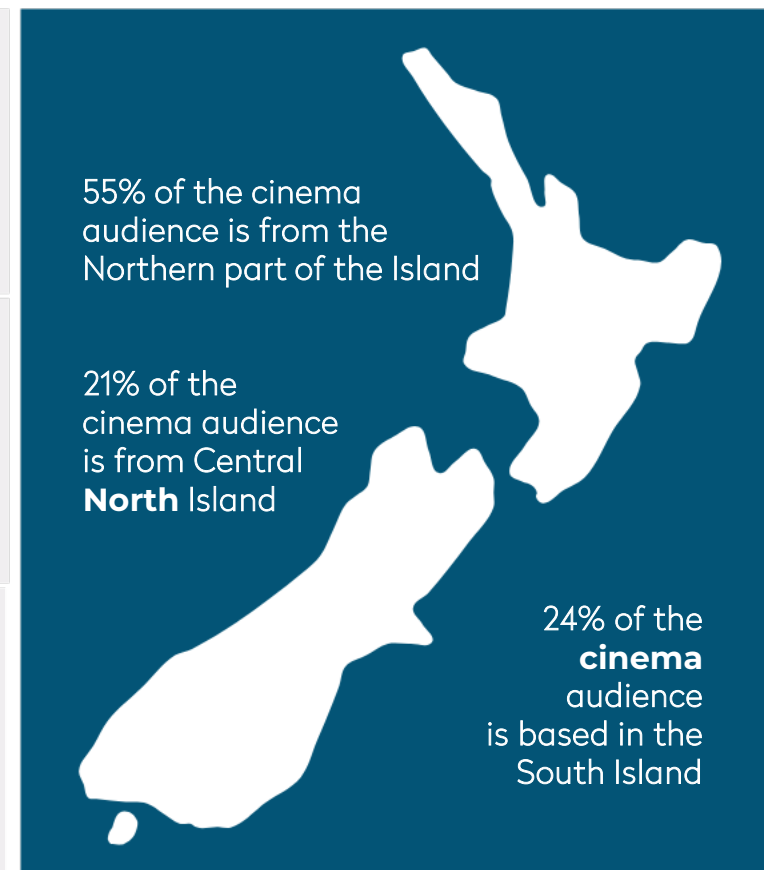 55% of the cinema
audience is from the
Northern part of the Island
21% of the
cinema audience
is from Central
North Island
24% of the
cinema
audience
is based in the
South Island